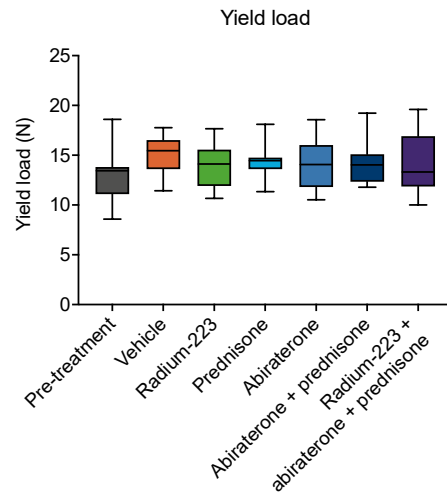 Yield load
Yield load (N)
25
20
15
10
5
0
Pre-treatment
Vehicle
Radium-223
Prednisone
Abiraterone
Abiraterone + prednisone
Radium-223 +
abiraterone + prednisone